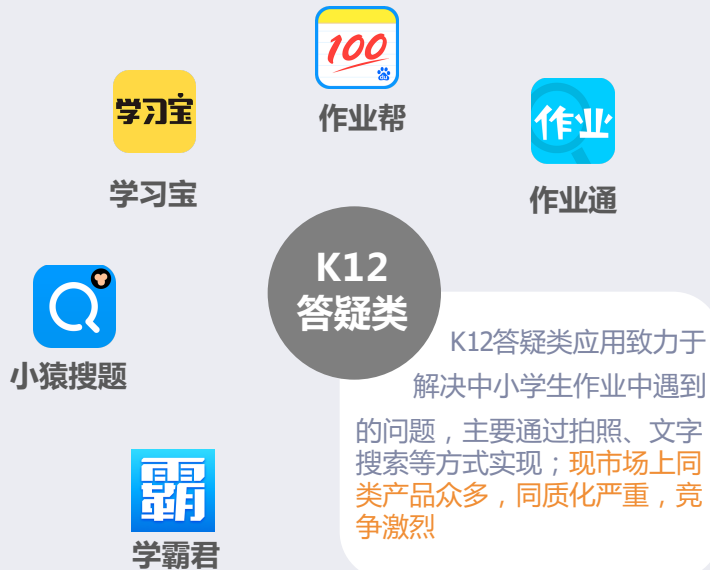 100
du
作业帮
学习宝
学习宝
作业
作业通
K12
答疑类
小猿搜题
霸
学霸君
K12答疑类应用致力于
解决中小学生作业中遇到
的问题，主要通过拍照、文字
搜索等方式实现；现市场上同
类产品众多，同质化严重，竞
争激烈